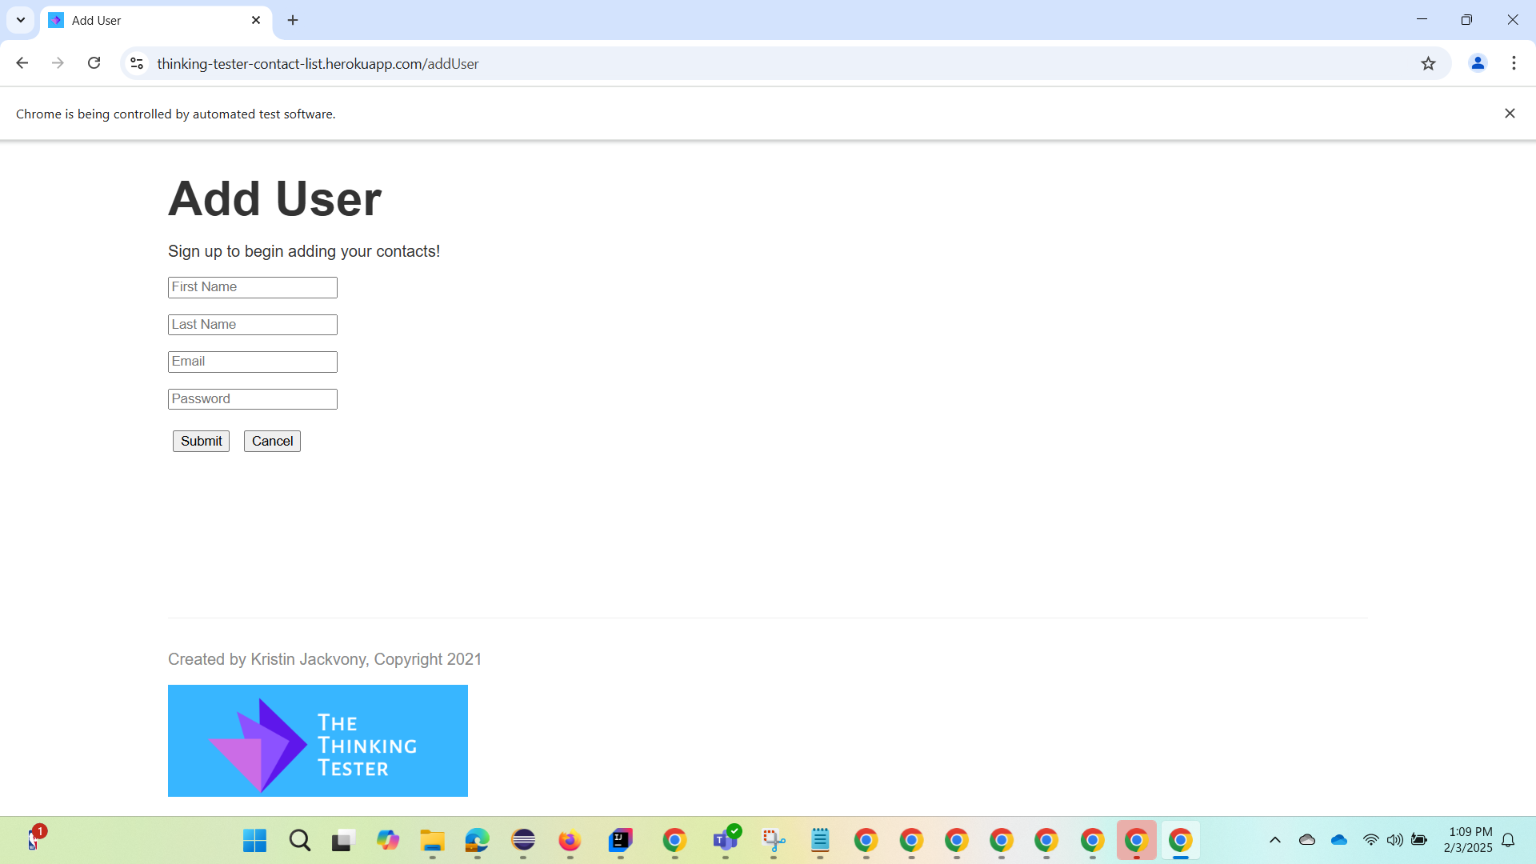 Add User
thinking-tester-contact-list.herokuapp.com/addUser
Chrome is being controlled by automated test software.
Add User
Sign up to begin adding your contacts!
First Name
Last Name
Email
Password
Submit Cancel
Created by Kristin Jackvony, Copyright 2021
THE
THINKING
TESTER
1
1:09 PM
2/3/2025